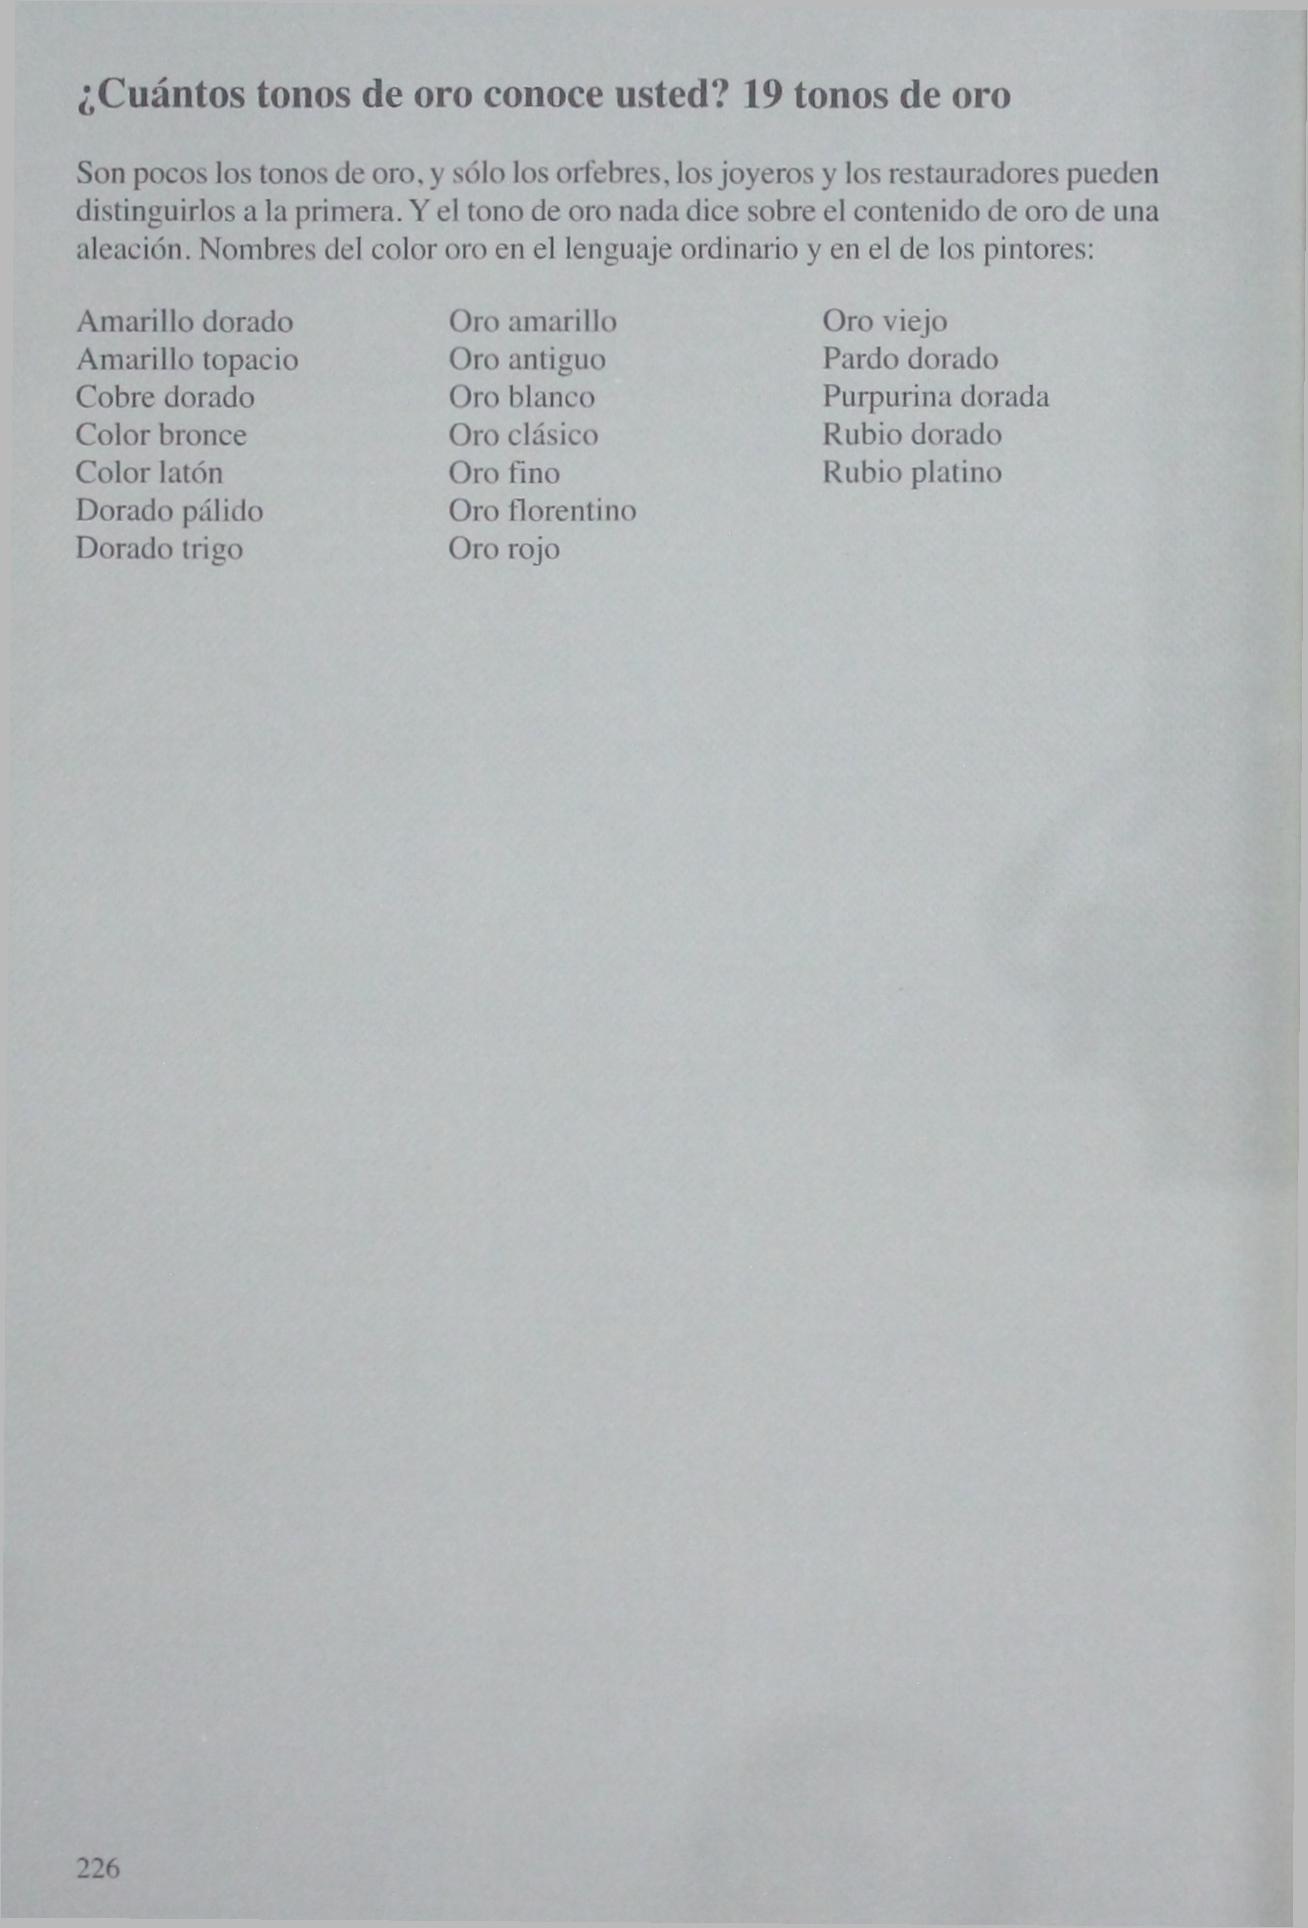 ¿Cuántos tonos de oro conoce usted? 19 tonos de oro
Son pocos los tonos de oro, y sólo los orfebres, los joyeros y los restauradores pueden
distinguirlos a la primera. Y el tono de oro nada dice sobre el contenido de oro de una
aleación. Nombres del color oro en el lenguaje ordinario y en el de los pintores:
Amarillo dorado
Amarillo topacio
Cobre dorado
Color bronce
Color latón
Dorado pálido
Dorado trigo
Oro amarillo
Oro antiguo
Oro blanco
Oro clásico
Oro fino
Oro florentino
Oro rojo
Oro viejo
Pardo dorado
Purpurina dorada
Rubio dorado
Rubio platino
226